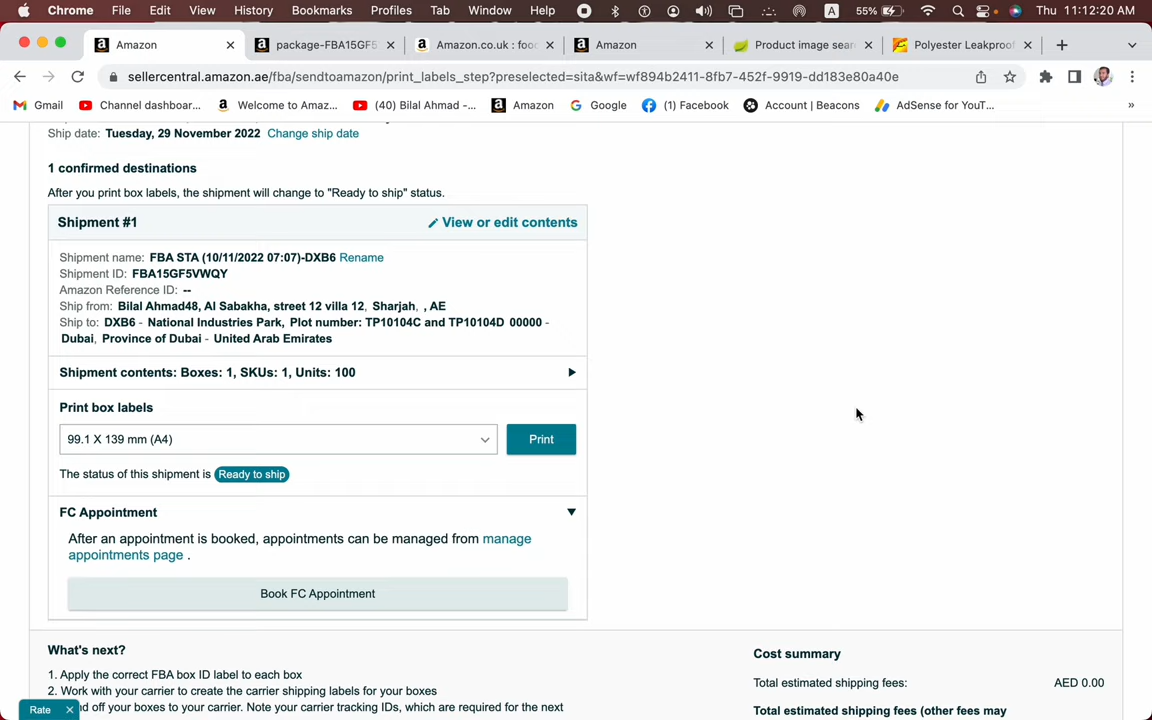 Chrome File Edit View History Bookmarks Profiles Tab Window Help A 55% Thu 11:12:20 AM
Amazon package-FBA15GF5 Amazon.co.uk : food Amazon Product image sear Polyester Leakproof
sellercentral.amazon.ae/fba/sendtoamazon/print_labels_step?preselected=sita&wf=wf894b2411-8fb7-452f-9919-dd183e80a40e
Gmail Channel dashboar... Welcome to Amaz... (40) Bilal Ahmad -... Amazon Google (1) Facebook Account | Beacons AdSense for YouT... »
Ship date: Tuesday, 29 November 2022 Change ship date
1 confirmed destinations
After you print box labels, the shipment will change to "Ready to ship" status.
Shipment #1 View or edit contents
Shipment name: FBA STA (10/11/2022 07:07)-DXB6 Rename
Shipment ID: FBA15GF5VWQY
Amazon Reference ID: --
Ship from: Bilal Ahmad48, Al Sabakha, street 12 villa 12, Sharjah, , AE
Ship to: DXB6 - National Industries Park, Plot number: TP10104C and TP10104D 00000 -
Dubai, Province of Dubai - United Arab Emirates
Shipment contents: Boxes: 1, SKUs: 1, Units: 100
Print box labels
99.1 X 139 mm (A4) Print
The status of this shipment is Ready to ship
FC Appointment
After an appointment is booked, appointments can be managed from manage
appointments page .
Book FC Appointment
What's next?
Cost summary
1. Apply the correct FBA box ID label to each box
Total estimated shipping fees: AED 0.00
2. Work with your carrier to create the carrier shipping labels for your boxes
Rate off your boxes to your carrier. Note your carrier tracking IDs, which are required for the next
Total estimated shipping fees (other fees may